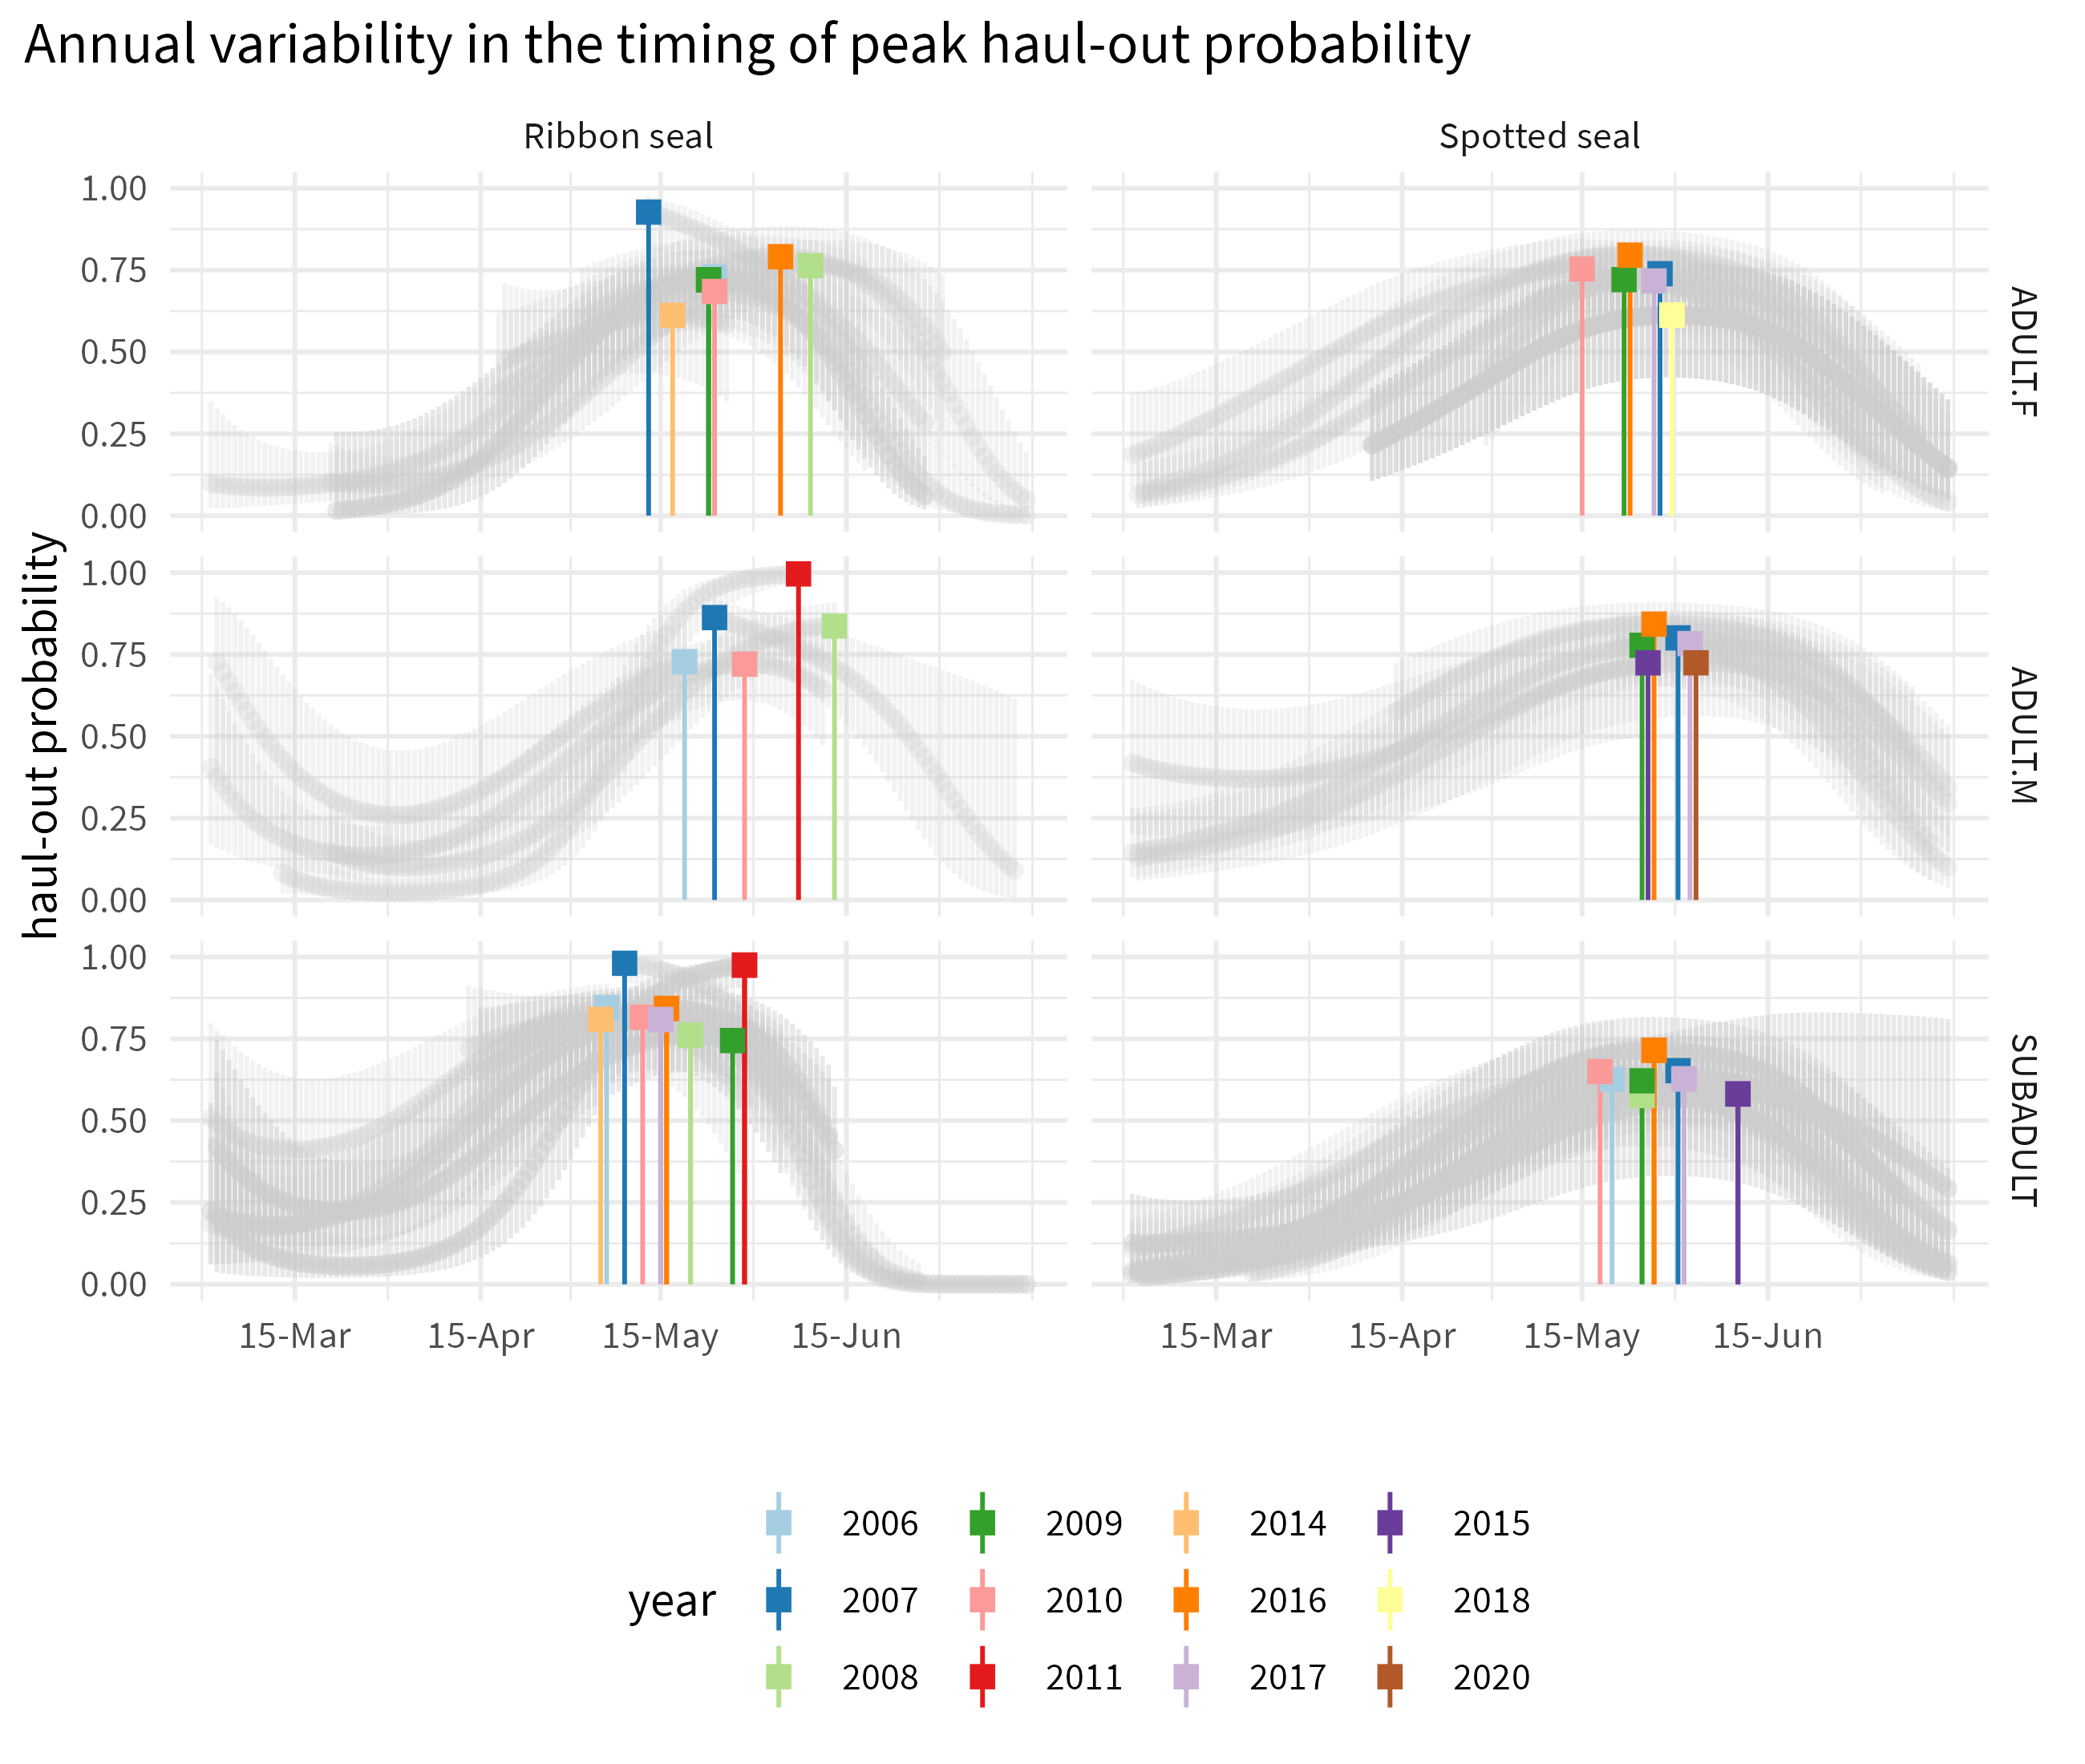 Annual variability in the timing of peak haul-out probability
Ribbon seal
Spotted seal
haul-out probability
1.00
0.75
0.50
0.25
0.00
ADULT.F
1.00
0.75
0.50
0.25
0.00
ADULT.M
1.00
0.75
0.50
0.25
0.00
SUBADULT
15-Mar 15-Apr 15-May 15-Jun
15-Mar 15-Apr 15-May 15-Jun
year
2006 2009 2014 2015
2007 2010 2016 2018
2008 2011 2017 2020